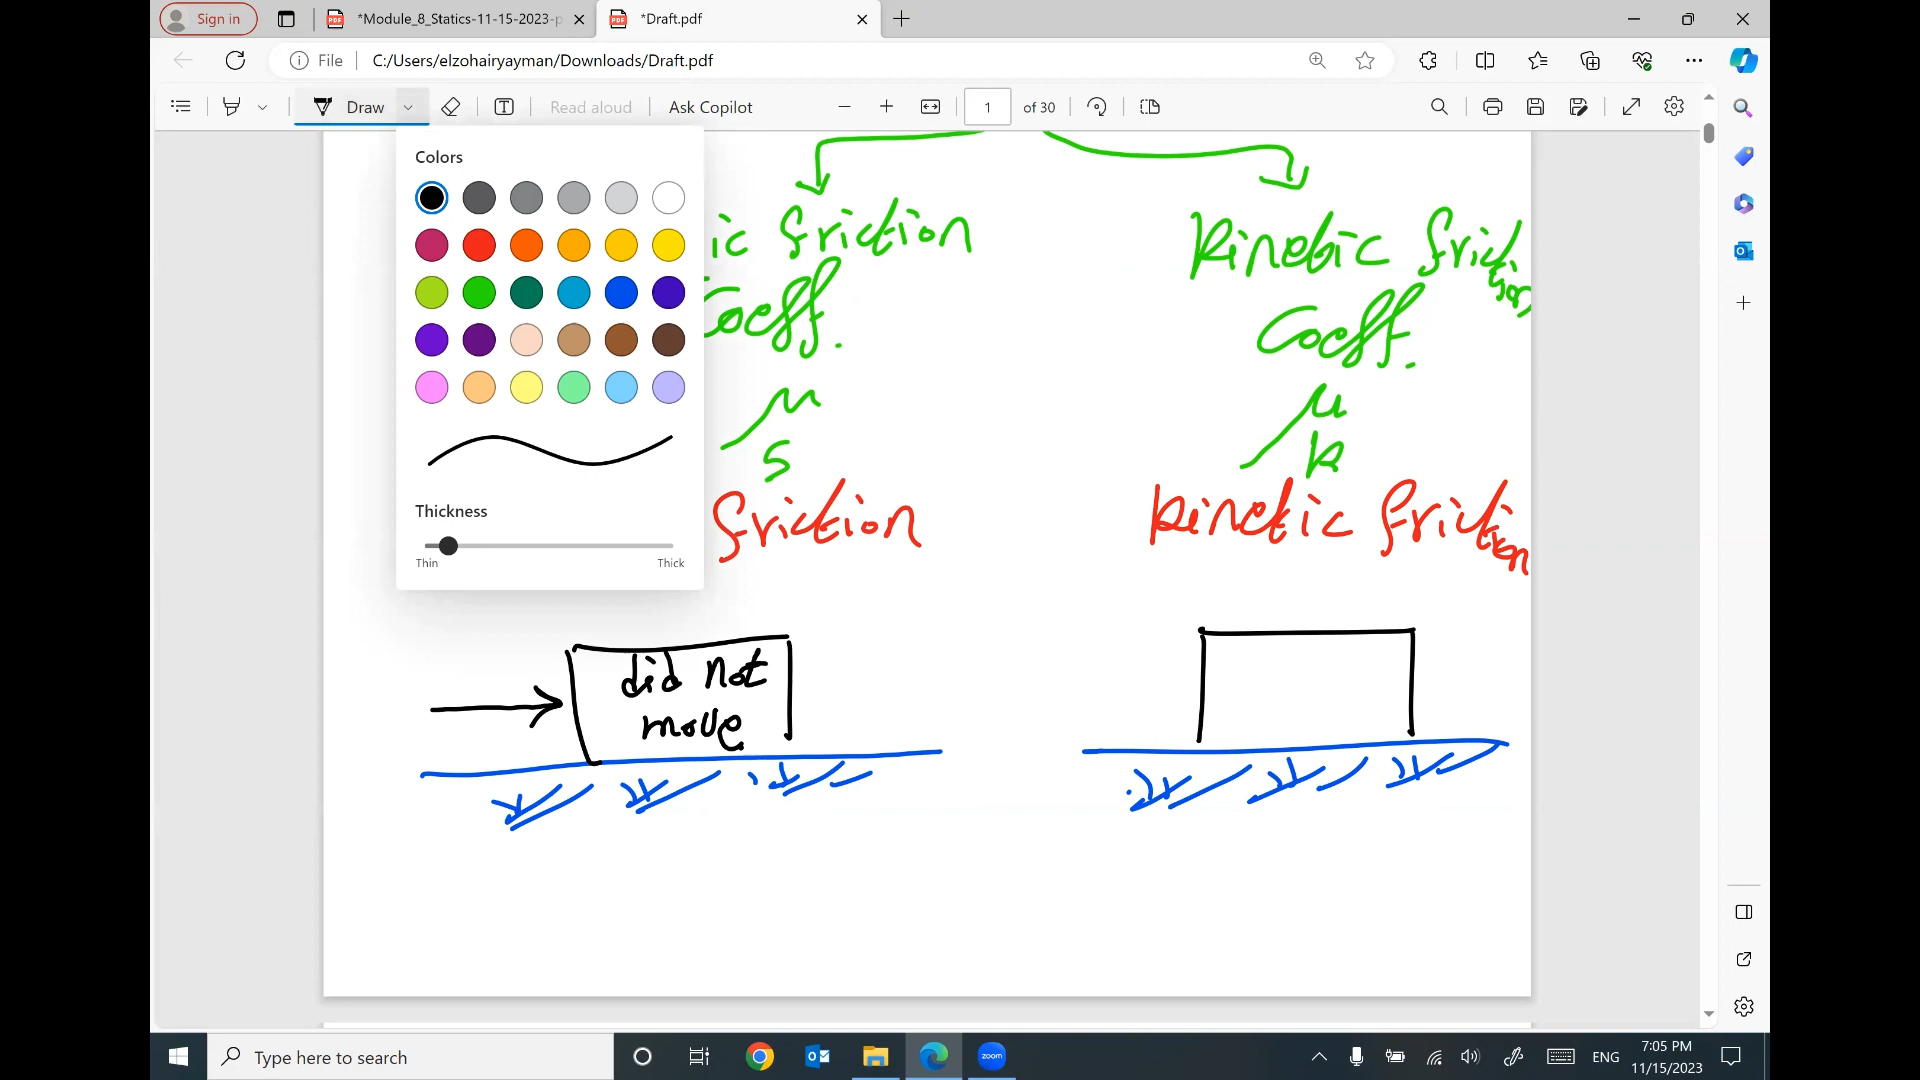 Sign in
*Module_8_Statics-11-15-2023-p
*Draft.pdf
File
C:/Users/elzohairyayman/Downloads/Draft.pdf
Draw
Read aloud
Ask Copilot
1
of 30
Colors
Thickness
Thin
Thick
ic friction
Coeff.
μ
s
friction
kinetic friction
Coeff.
μ
k
kinetic friction
did not
move
Type here to search
zoom
ENG
7:05 PM
11/15/2023